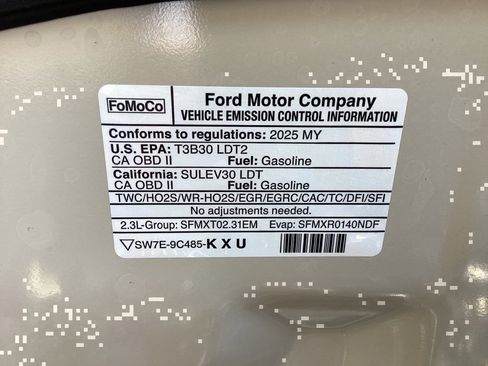 FoMoCo
Ford Motor Company
VEHICLE EMISSION CONTROL INFORMATION
Conforms to regulations: 2025 MY
U.S. EPA: T3B30 LDT2
CA OBD II Fuel: Gasoline
California: SULEV30 LDT
CA OBD II Fuel: Gasoline
TWC/HO2S/WR-HO2S/EGR/EGRC/CAC/TC/DFI/SFI
No adjustments needed.
2.3L-Group: SFMXT02.31EM Evap: SFMXR0140NDF
SW7E-9C485-KXU